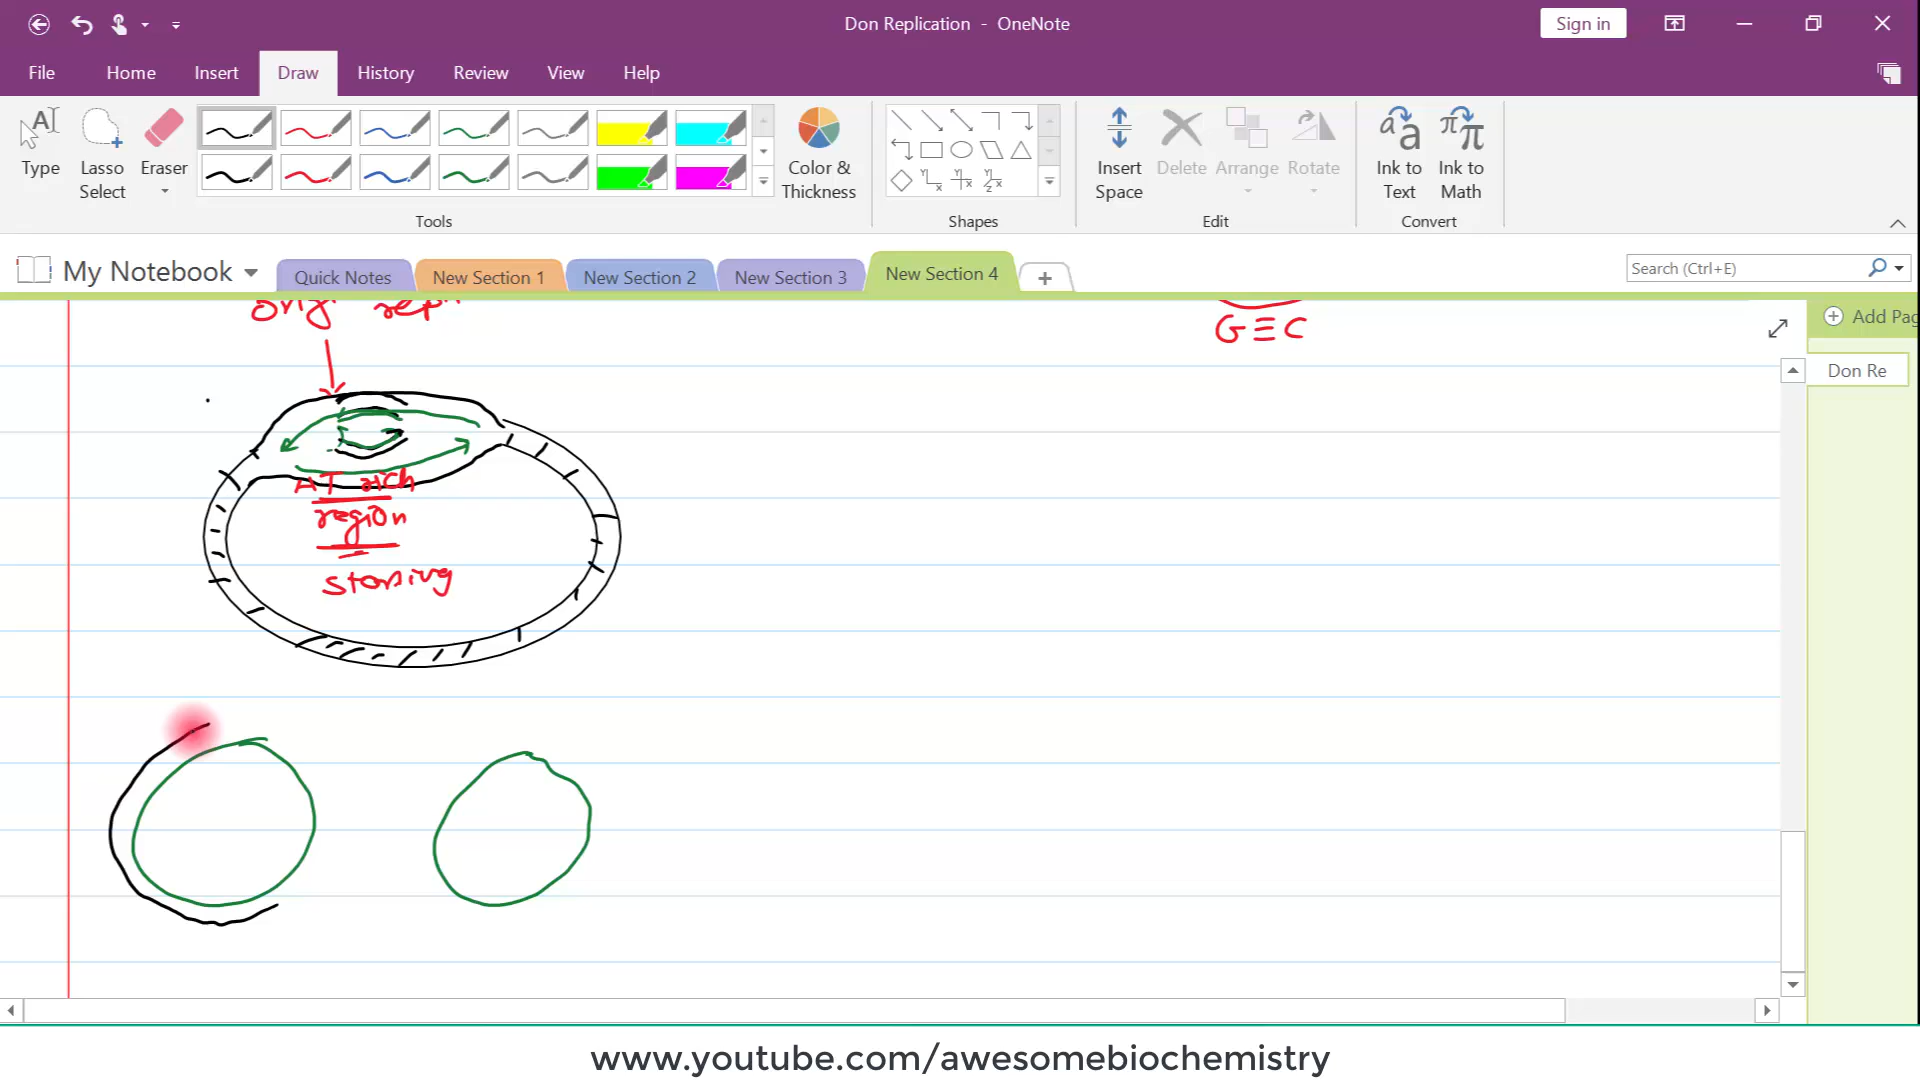 Don Replication - OneNote
Sign in
File Home Insert Draw History Review View Help
Type
Lasso
Select
Eraser
Color &
Thickness
Insert
Space
Delete
Arrange
Rotate
Ink to
Text
Ink to
Math
Tools
Shapes
Edit
Convert
My Notebook
Quick Notes
New Section 1
New Section 2
New Section 3
New Section 4
Search (Ctrl+E)
Add Pag
Don Re
G≡C
AT rich
region
www.youtube.com/awesomebiochemistry